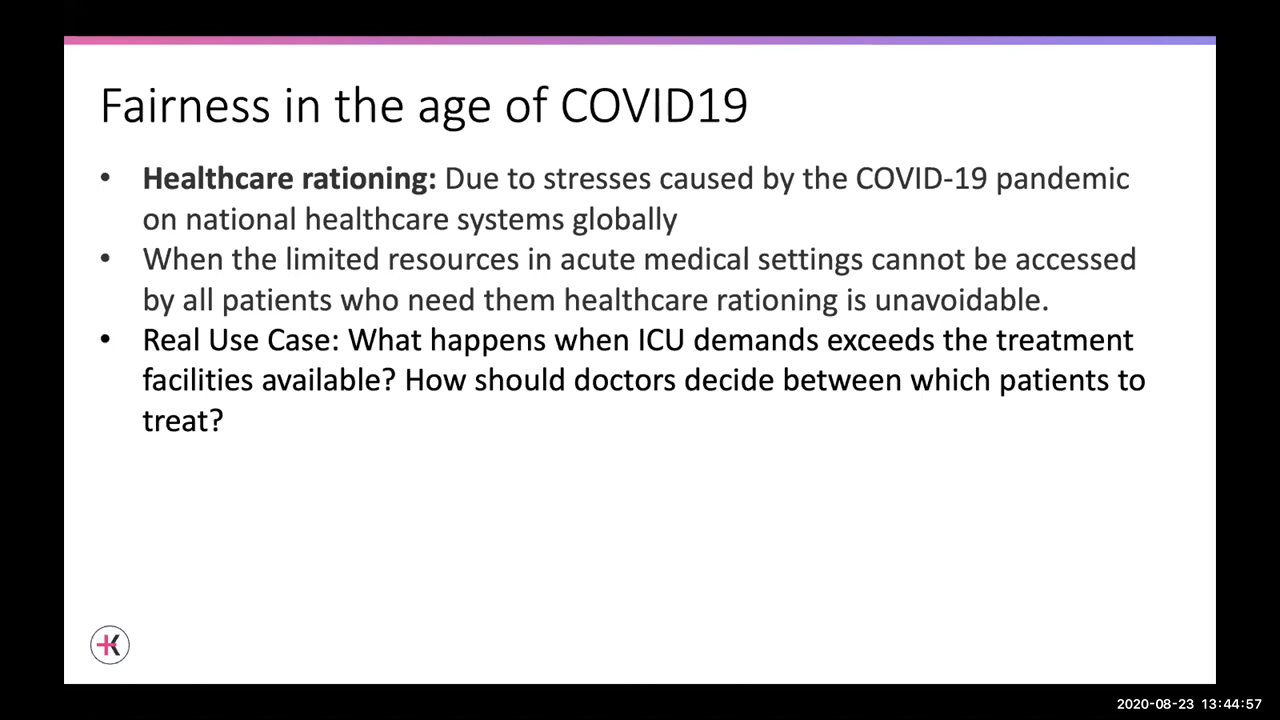 Fairness in the age of COVID19
• Healthcare rationing: Due to stresses caused by the COVID-19 pandemic
on national healthcare systems globally
• When the limited resources in acute medical settings cannot be accessed
by all patients who need them healthcare rationing is unavoidable.
• Real Use Case: What happens when ICU demands exceeds the treatment
facilities available? How should doctors decide between which patients to
treat?
K
2020-08-23 13:44:57